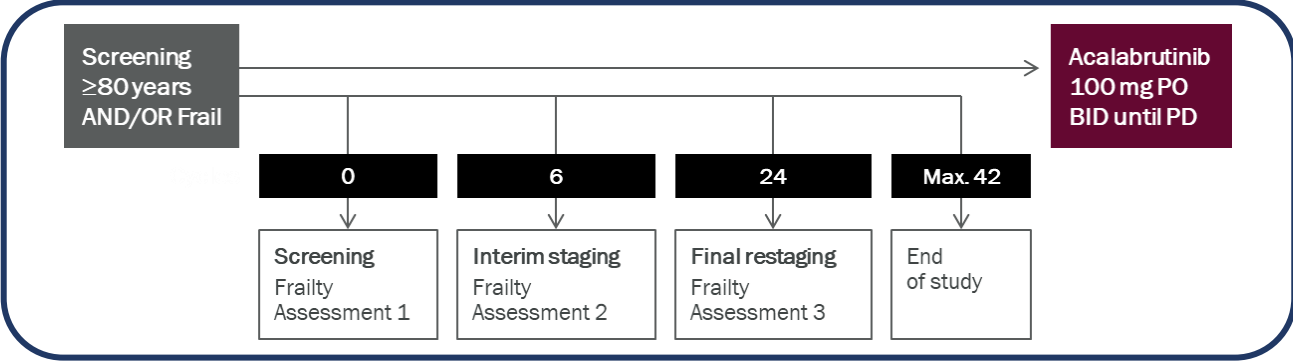 Screening
≥80 years
AND/OR Frail
Acalabrutinib
100 mg PO
BID until PD
0
6
24
Max. 42
Screening
Frailty
Assessment 1
Interim staging
Frailty
Assessment 2
Final restaging
Frailty
Assessment 3
End
of study